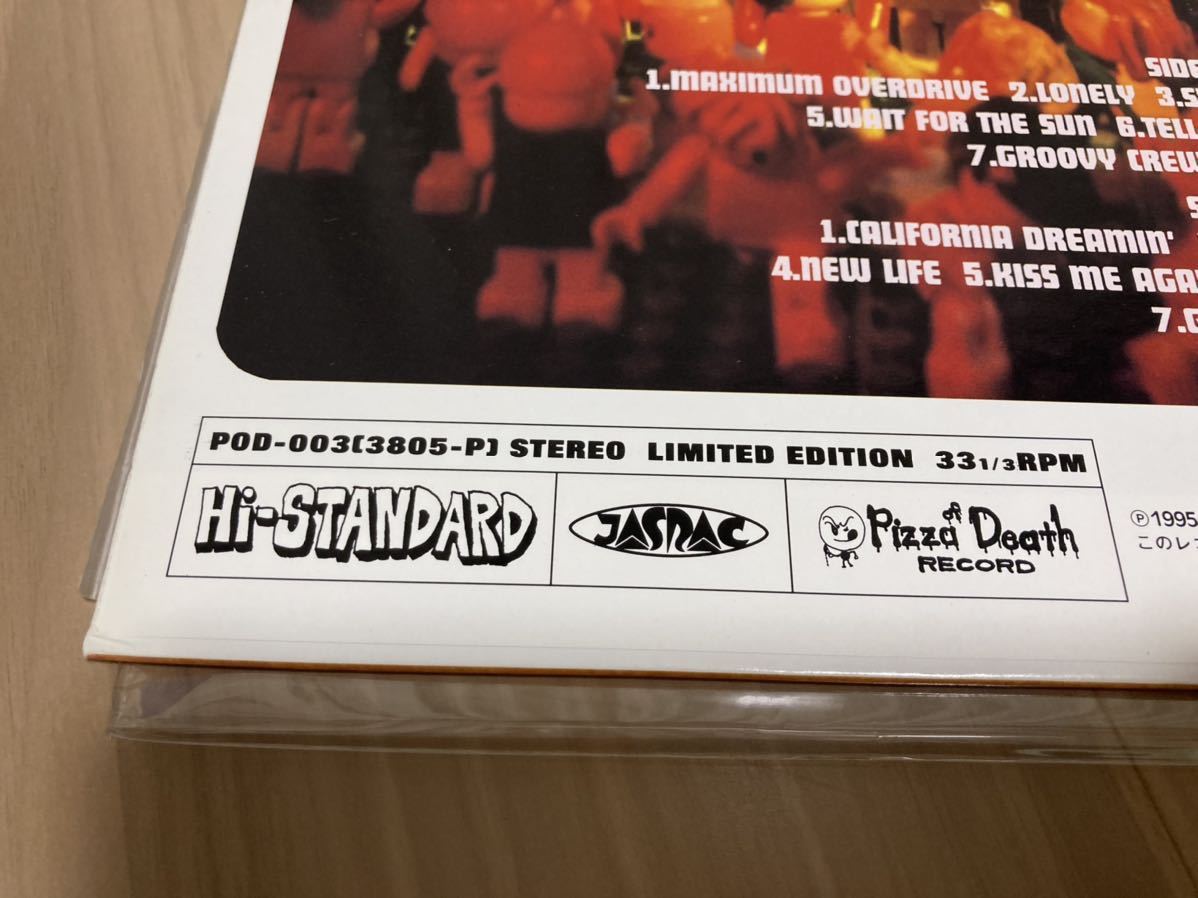 SIDE
1.MAXIMUM OVERDRIVE 2.LONELY 3.S
5.WAIT FOR THE SUN 6.TELL
7.GROOVY CREW
S
1.CALIFORNIA DREAMIN'
4.NEW LIFE 5.KISS ME AGA
7.G
POD-003(3805-P) STEREO LIMITED EDITION 33 1/3 RPM
Hi-STANDARD
JASRAC
Pizza of Death
RECORD
Ⓟ1995
このレ